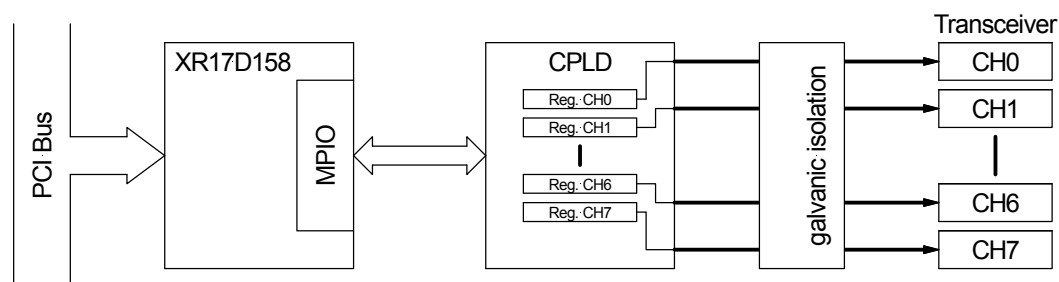 PCI Bus
XR17D158
MPIO
CPLD
Reg. CH0
Reg. CH1
Reg. CH6
Reg. CH7
galvanic isolation
Transceiver
CH0
CH1
CH6
CH7